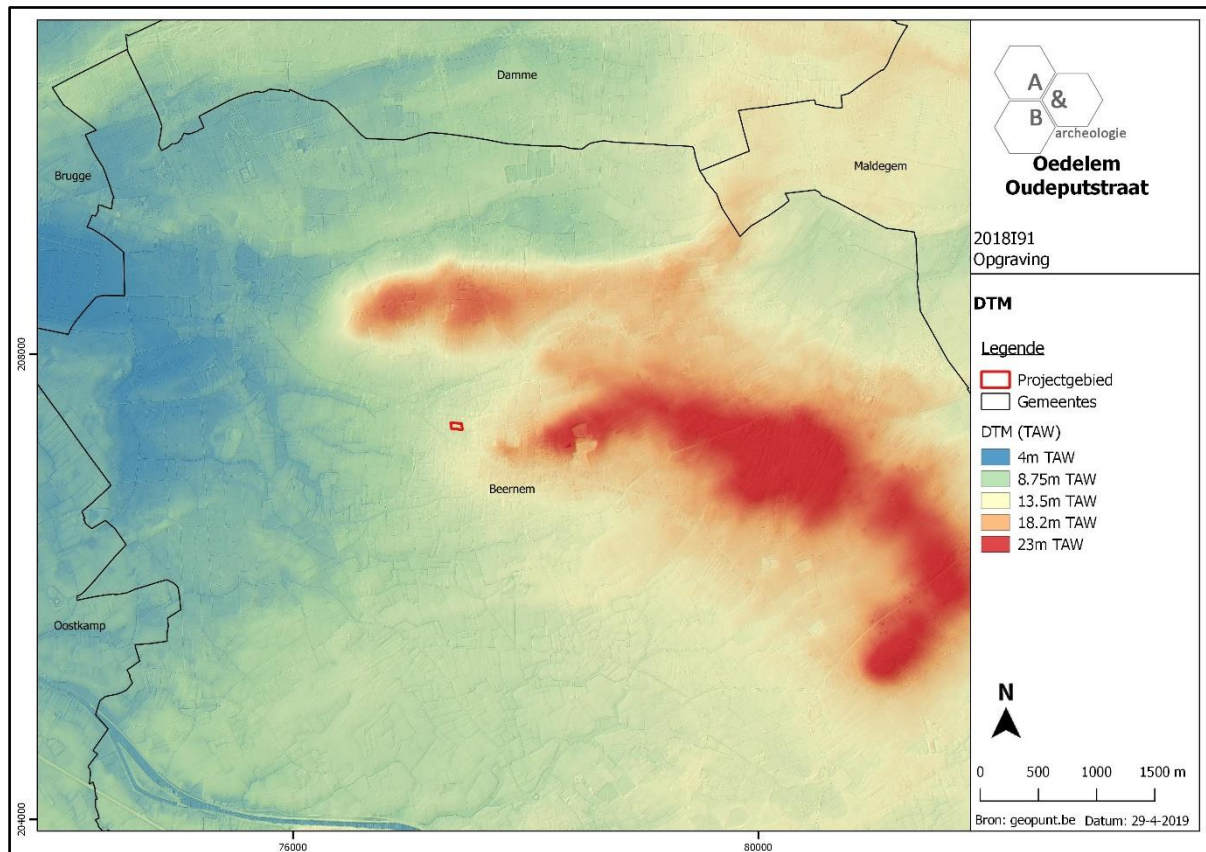 Damme
Brugge
Maldegem
Beernem
Oostkamp
208000
204000
76000
80000
A
&
B
archeologie
Oedelem
Oudeputstraat
2018I91
Opgraving
DTM
Legende
Projectgebied
Gemeentes
DTM (TAW)
4m TAW
8.75m TAW
13.5m TAW
18.2m TAW
23m TAW
N
0 500 1000 1500 m
Bron: geopunt.be Datum: 29-4-2019